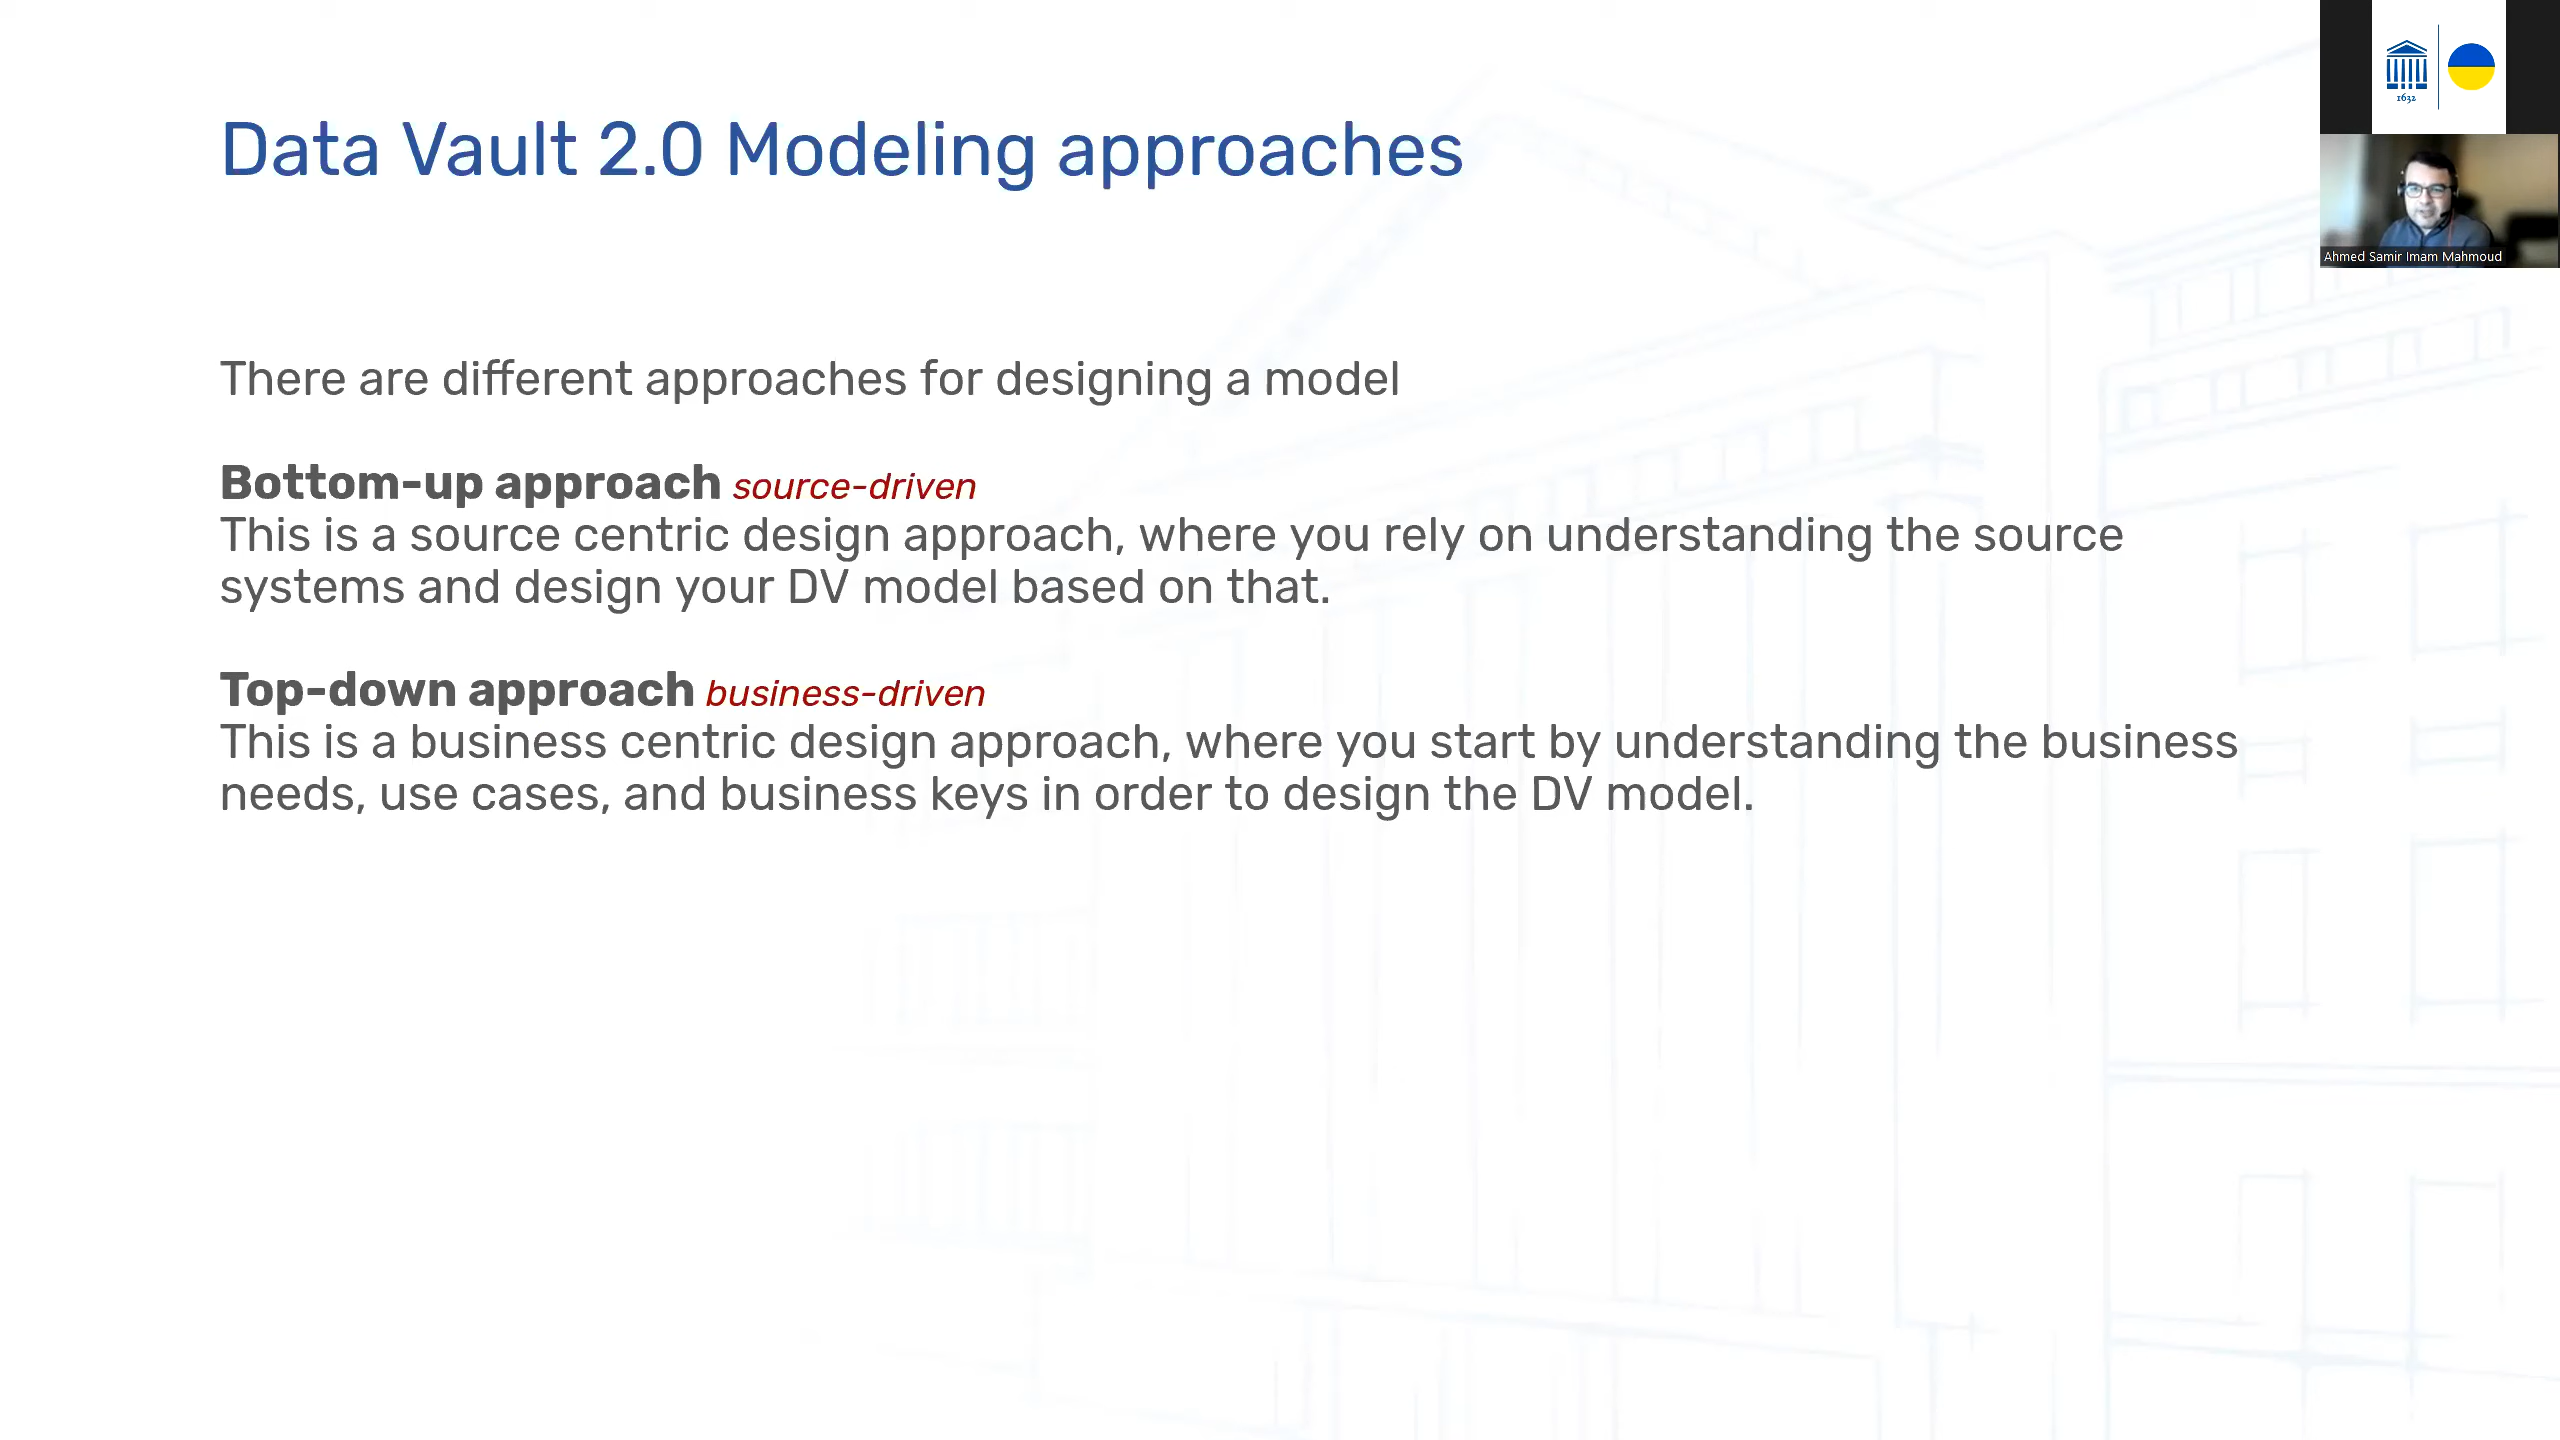 Data Vault 2.0 Modeling approaches
1632
Ahmed Samir Imam Mahmoud
There are different approaches for designing a model
Bottom-up approach source-driven
This is a source centric design approach, where you rely on understanding the source
systems and design your DV model based on that.
Top-down approach business-driven
This is a business centric design approach, where you start by understanding the business
needs, use cases, and business keys in order to design the DV model.